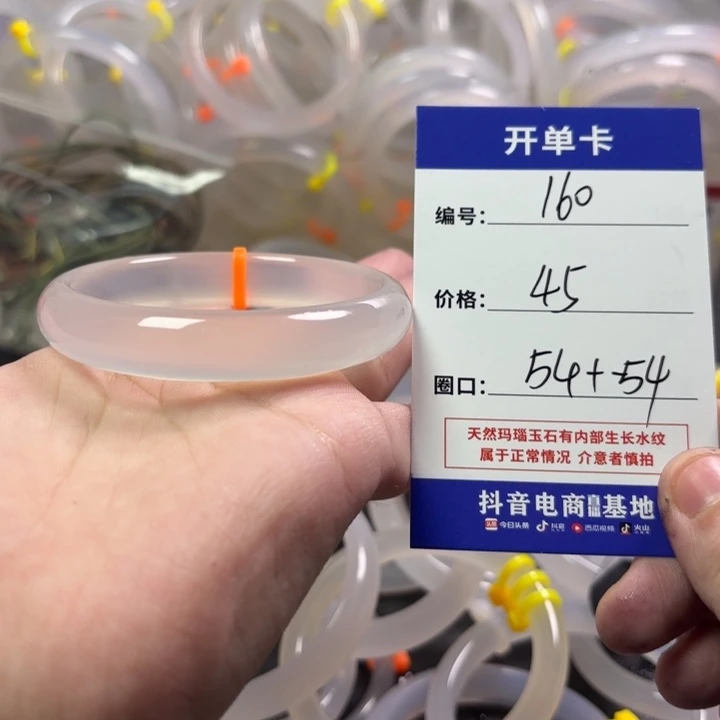 开单卡
编号: 160
价格: 45
圈口: 54+54
天然玛瑙玉石有内部生长水纹
属于正常情况 介意者慎拍
抖音电商直播基地
今日头条 抖音 西瓜视频 火山